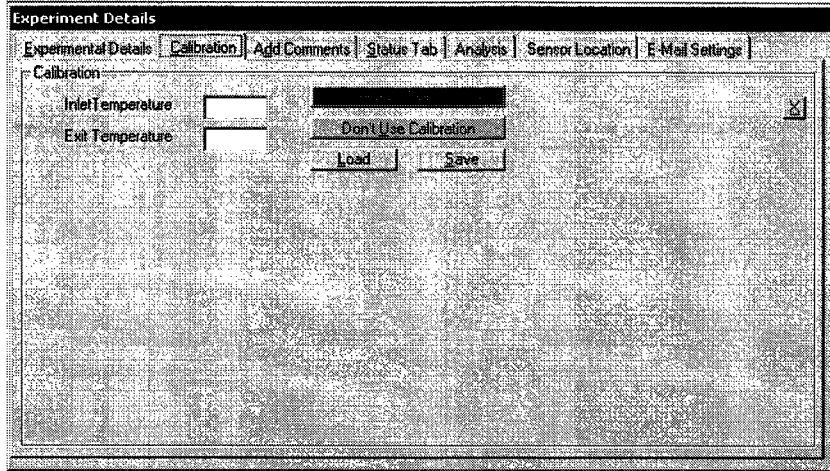 Experiment Details
Experimental Details Calibration Add Comments Status Tab Analysis Sensor Location E-Mail Settings
Calibration
InletTemperature
Don't Use Calibration
Exit Temperature
Load Save
X